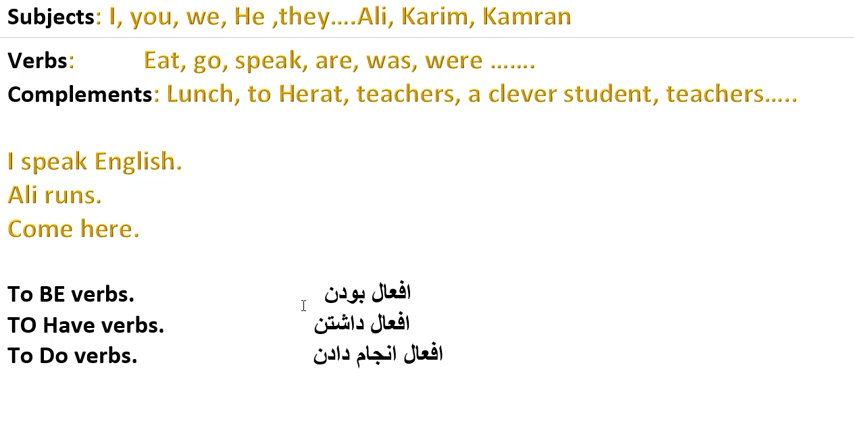 Subjects: I, you, we, He ,they....Ali, Karim, Kamran
Verbs: Eat, go, speak, are, was, were .......
Complements: Lunch, to Herat, teachers, a clever student, teachers.....
I speak English.
Ali runs.
Come here.
To BE verbs. افعال بودن
TO Have verbs. افعال داشتن
To Do verbs. افعال انجام دادن